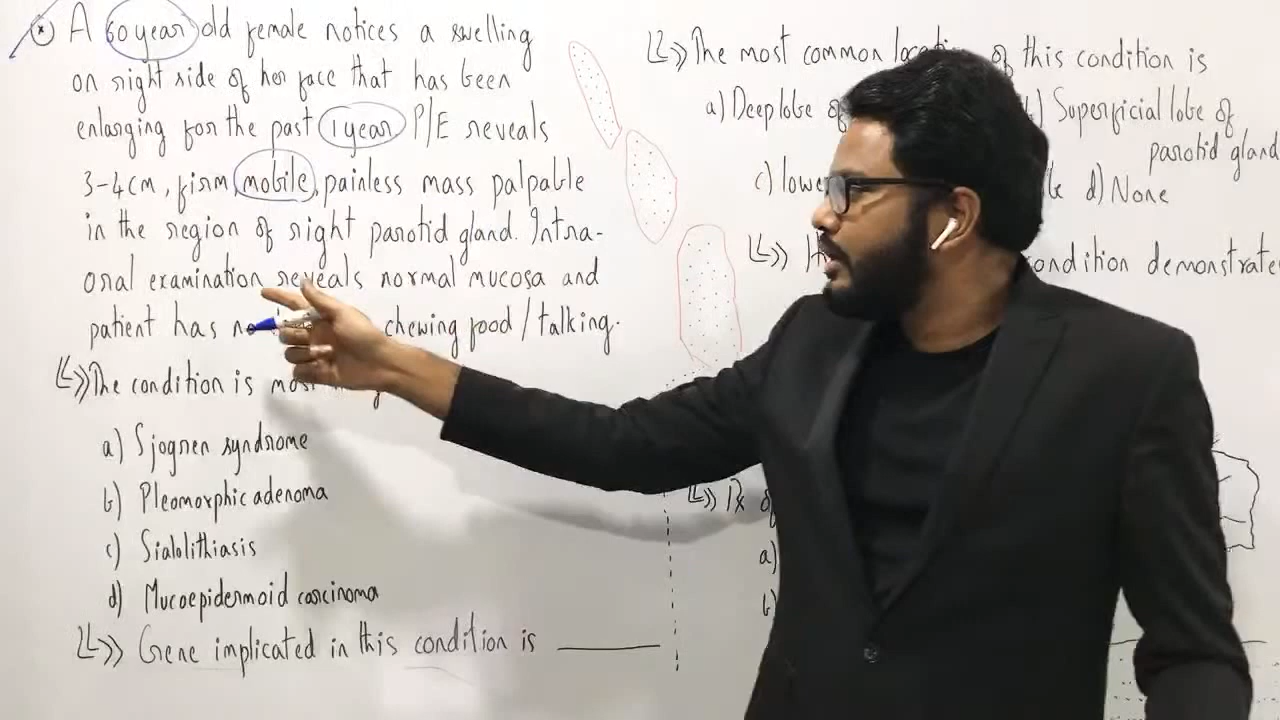 A 60 year old female notices a swelling
on right side of her face that has been
enlarging for the past 1 year P/E reveals
3-4cm, firm, mobile, painless mass palpable
in the region of right parotid gland. Intra-
oral examination reveals normal mucosa and
patient has chewing food / talking.
The condition is most
a) Sjogren syndrome
b) Pleomorphic adenoma
c) Sialolithiasis
d) Mucoepidermoid carcinoma
Gene implicated in this condition is
The most common location of this condition is
a) Deep lobe of
b) Superficial lobe of
parotid gland
c) lower
d) None
condition demonstrates
Rx
a)
b)